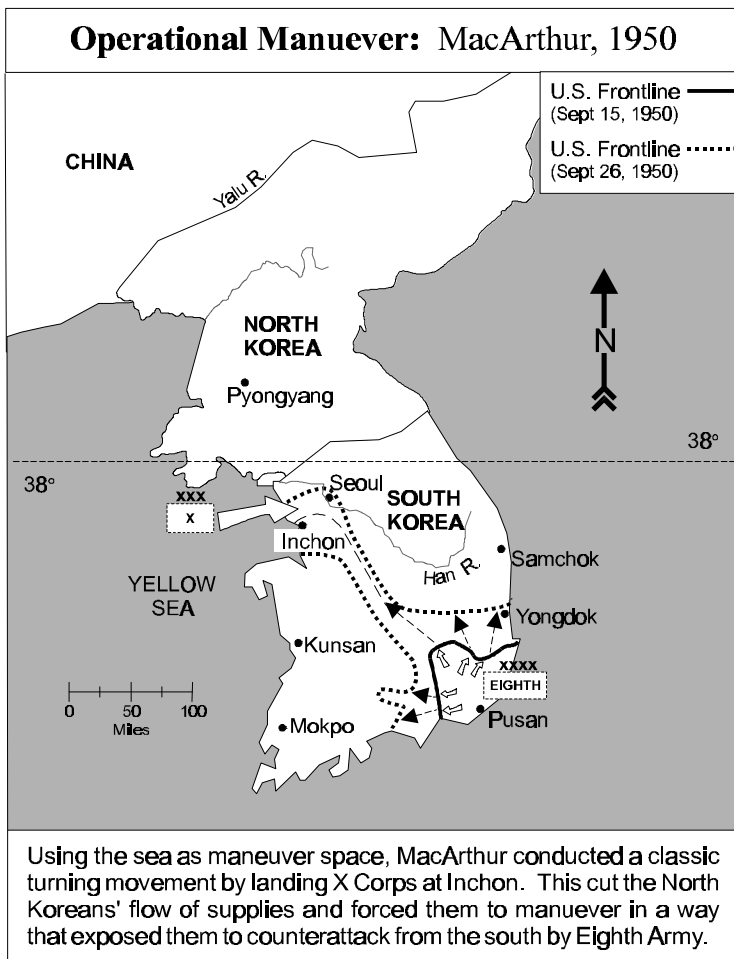 Operational Manuever: MacArthur, 1950
U.S. Frontline
(Sept 15, 1950)
U.S. Frontline
(Sept 26, 1950)
CHINA
Yalu R.
NORTH
KOREA
N
Pyongyang
38°
38°
xxx
X
Seoul
SOUTH
KOREA
Inchon
Han R.
Samchok
YELLOW
SEA
Yongdok
Kunsan
xxxx
EIGHTH
0 50 100
Miles
Pusan
Mokpo
Using the sea as maneuver space, MacArthur conducted a classic
turning movement by landing X Corps at Inchon. This cut the North
Koreans' flow of supplies and forced them to manuever in a way
that exposed them to counterattack from the south by Eighth Army.